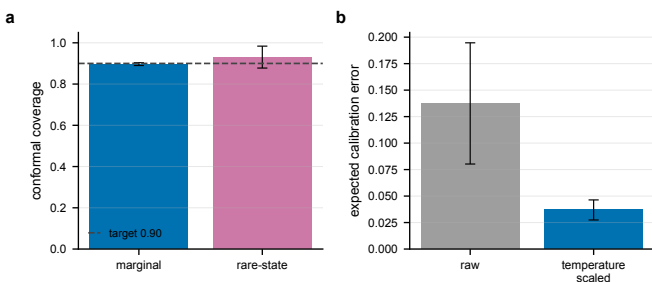 a
conformal coverage
1.0
0.8
0.6
0.4
0.2
0.0
target 0.90
marginal
rare-state
b
expected calibration error
0.200
0.175
0.150
0.125
0.100
0.075
0.050
0.025
0.000
raw
temperature
scaled